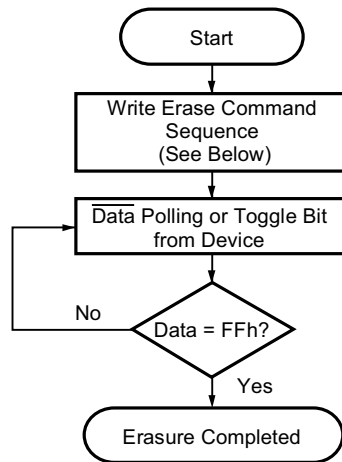 Start
Write Erase Command
Sequence
(See Below)
Data Polling or Toggle Bit
from Device
No
Data = FFh?
Yes
Erasure Completed